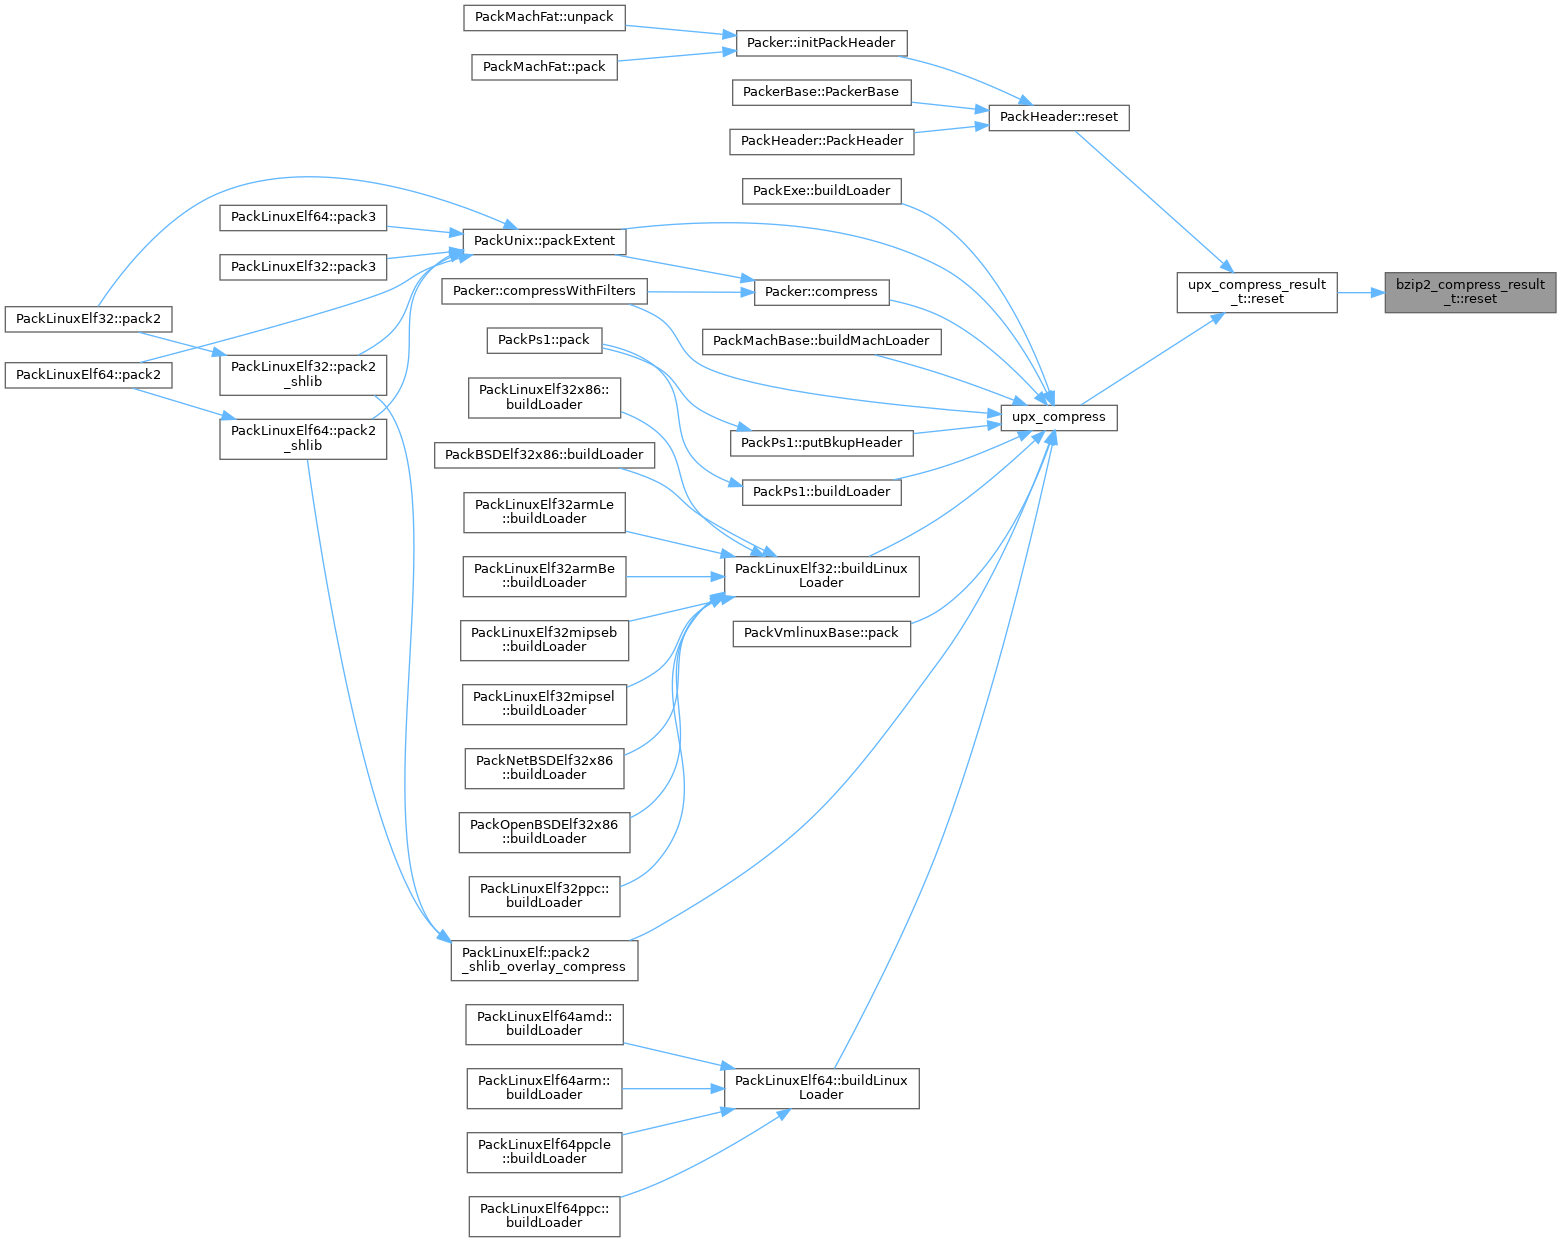 PackMachFat::unpack
PackMachFat::pack
Packer::initPackHeader
PackerBase::PackerBase
PackHeader::PackHeader
PackHeader::reset
PackExe::buildLoader
PackLinuxElf64::pack3
PackLinuxElf32::pack3
PackUnix::packExtent
Packer::compressWithFilters
Packer::compress
upx_compress_result
_t::reset
bzip2_compress_result
_t::reset
PackLinuxElf32::pack2
PackLinuxElf64::pack2
PackLinuxElf32::pack2
_shlib
PackLinuxElf64::pack2
_shlib
PackPs1::pack
PackMachBase::buildMachLoader
PackLinuxElf32x86::
buildLoader
upx_compress
PackPs1::putBkupHeader
PackBSDElf32x86::buildLoader
PackPs1::buildLoader
PackLinuxElf32armLe
::buildLoader
PackLinuxElf32armBe
::buildLoader
PackLinuxElf32::buildLinux
Loader
PackLinuxElf32mipseb
::buildLoader
PackVmlinuxBase::pack
PackLinuxElf32mipsel
::buildLoader
PackNetBSDElf32x86
::buildLoader
PackOpenBSDElf32x86
::buildLoader
PackLinuxElf32ppc::
buildLoader
PackLinuxElf::pack2
_shlib_overlay_compress
PackLinuxElf64amd::
buildLoader
PackLinuxElf64arm::
buildLoader
PackLinuxElf64::buildLinux
Loader
PackLinuxElf64ppcle
::buildLoader
PackLinuxElf64ppc::
buildLoader